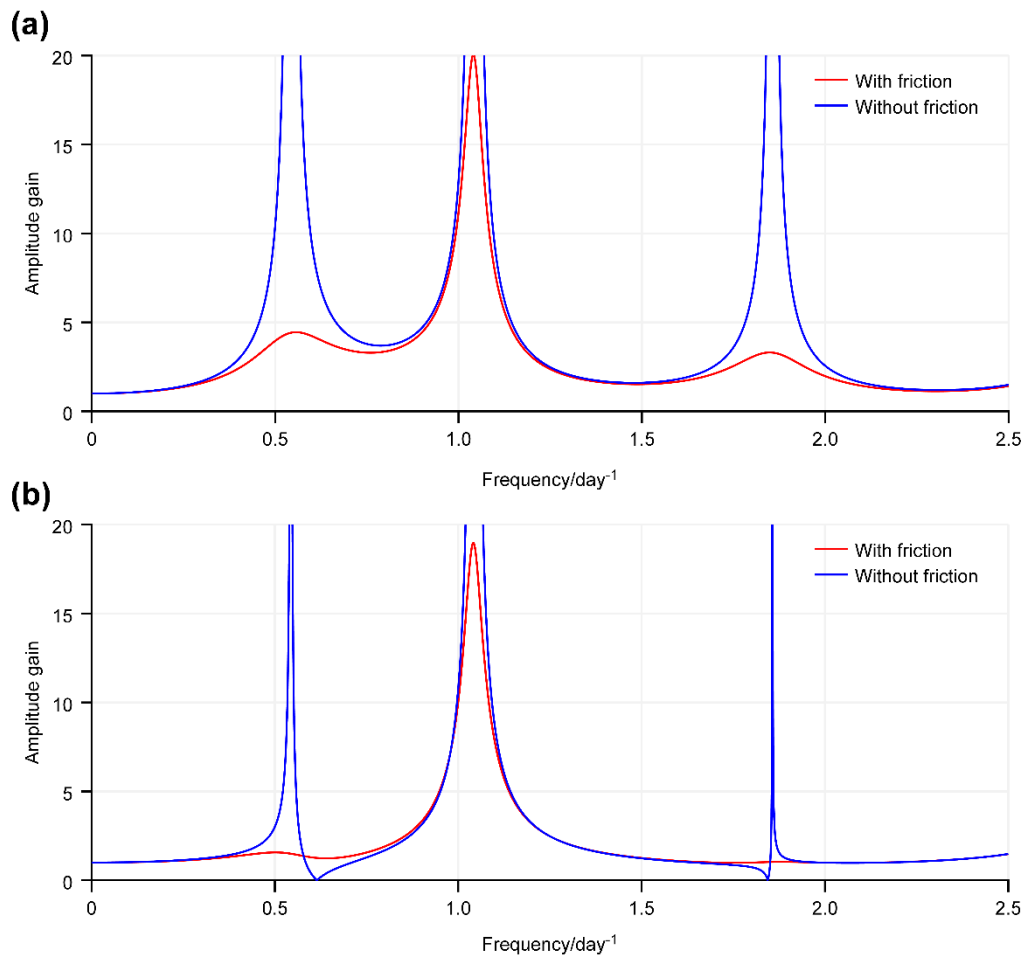 (a)
20
15
10
5
0
Amplitude gain
With friction
Without friction
0 0.5 1.0 1.5 2.0 2.5
Frequency/day⁻¹
(b)
20
15
10
5
0
Amplitude gain
With friction
Without friction
0 0.5 1.0 1.5 2.0 2.5
Frequency/day⁻¹